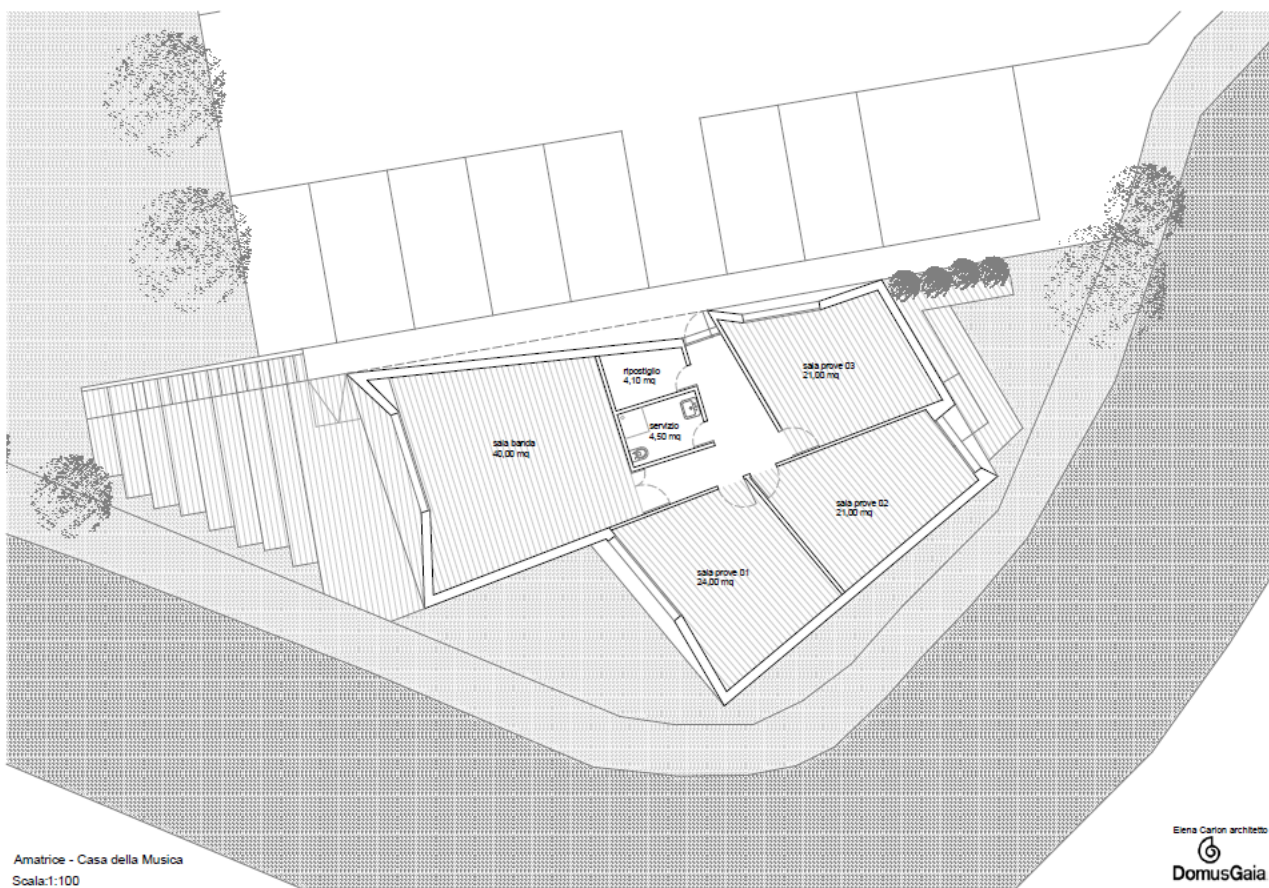 ripostiglio
4,10 mq
sala prove 03
21,00 mq
servizio
4,50 mq
sala banda
40,00 mq
sala prove 02
21,00 mq
sala prove 01
24,00 mq
Elena Carlon architetto
DomusGaia
Amatrice - Casa della Musica
Scala:1:100